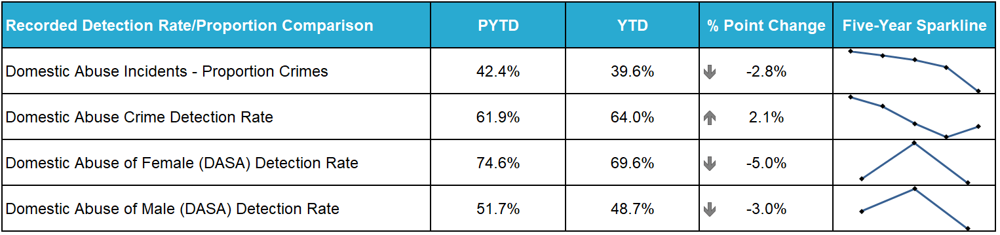 Recorded Detection Rate/Proportion Comparison PYTD YTD % Point Change Five-Year Sparkline
Domestic Abuse Incidents - Proportion Crimes 42.4% 39.6% -2.8%
Domestic Abuse Crime Detection Rate 61.9% 64.0% 2.1%
Domestic Abuse of Female (DASA) Detection Rate 74.6% 69.6% -5.0%
Domestic Abuse of Male (DASA) Detection Rate 51.7% 48.7% -3.0%